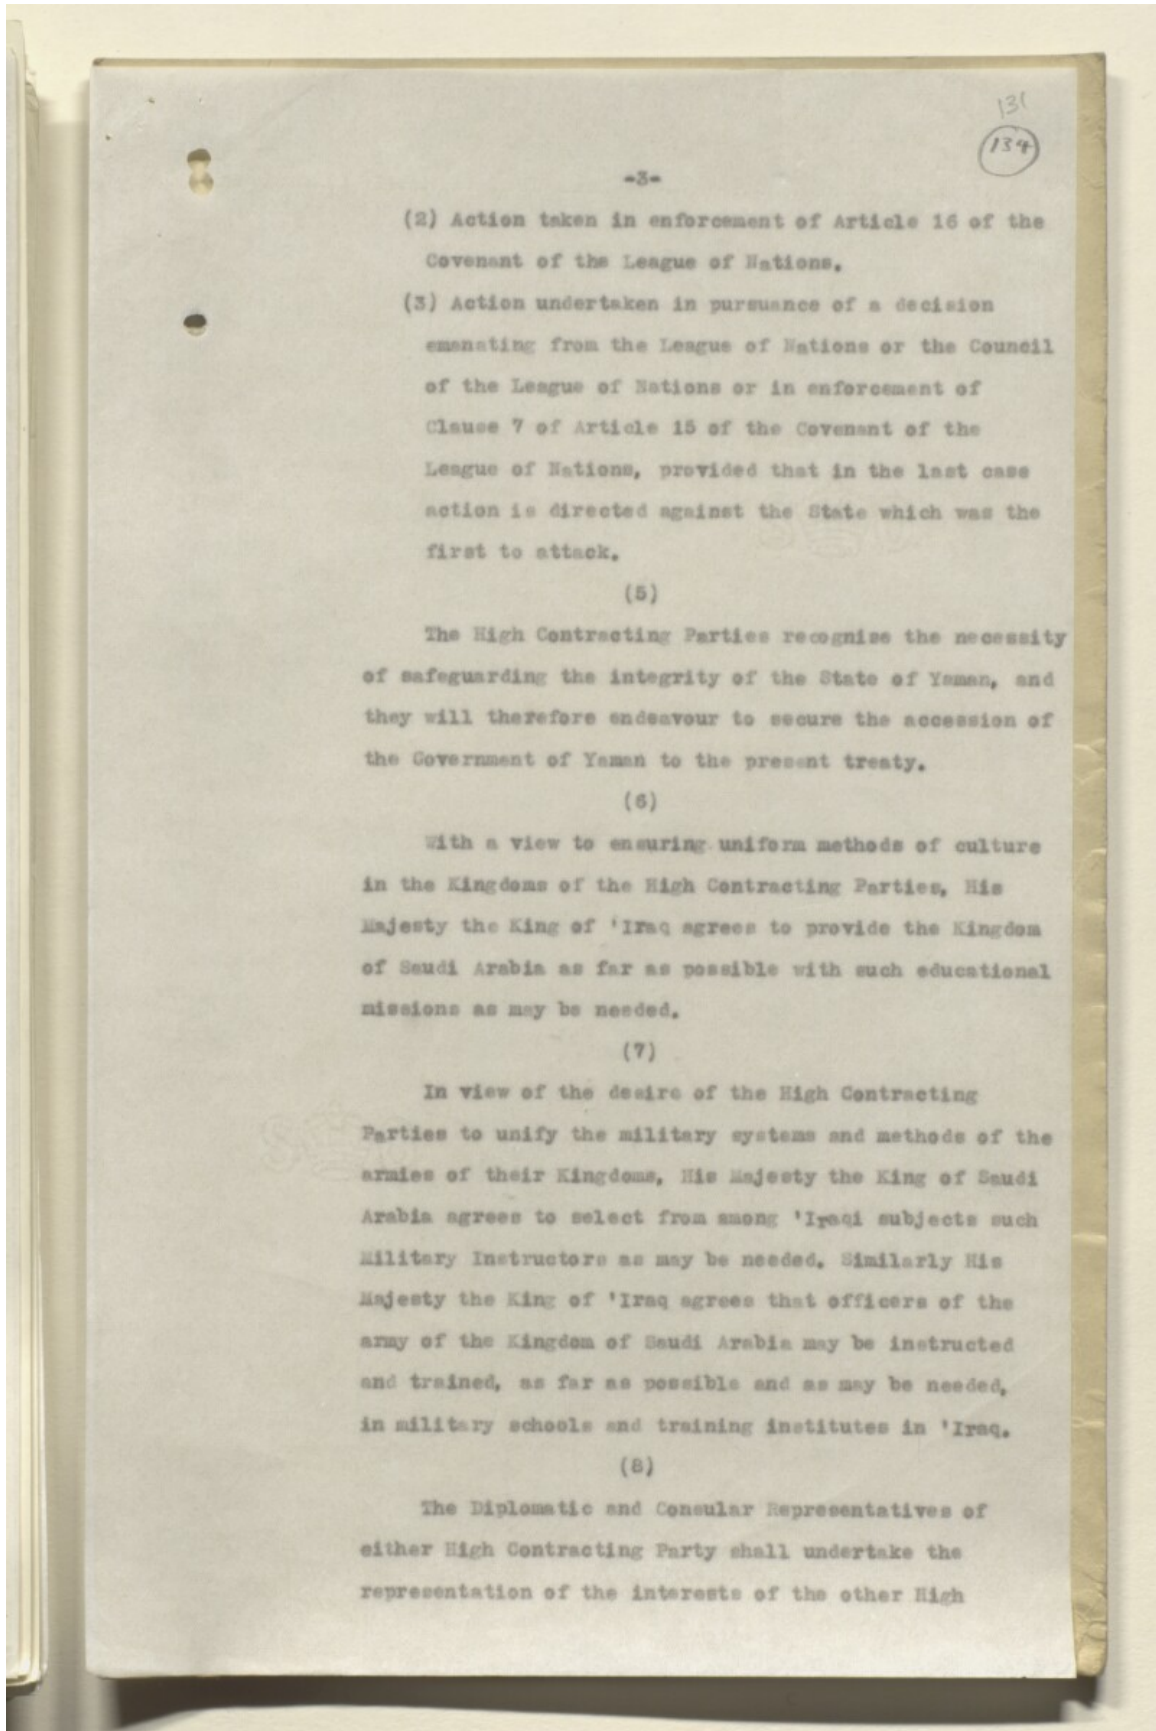 131
134
-3-
(2) Action taken in enforcement of Article 16 of the
Covenant of the League of Nations.
(3) Action undertaken in pursuance of a decision
emanating from the League of Nations or the Council
of the League of Nations or in enforcement of
Clause 7 of Article 15 of the Covenant of the
League of Nations, provided that in the last case
action is directed against the State which was the
first to attack.
(5)
The High Contracting Parties recognise the necessity
of safeguarding the integrity of the State of Yaman, and
they will therefore endeavour to secure the accession of
the Government of Yaman to the present treaty.
(6)
With a view to ensuring uniform methods of culture
in the Kingdoms of the High Contracting Parties, His
Majesty the King of 'Iraq agrees to provide the Kingdom
of Saudi Arabia as far as possible with such educational
missions as may be needed.
(7)
In view of the desire of the High Contracting
Parties to unify the military systems and methods of the
armies of their Kingdoms, His Majesty the King of Saudi
Arabia agrees to select from among 'Iraqi subjects such
Military Instructors as may be needed. Similarly His
Majesty the King of 'Iraq agrees that officers of the
army of the Kingdom of Saudi Arabia may be instructed
and trained, as far as possible and as may be needed,
in military schools and training institutes in 'Iraq.
(8)
The Diplomatic and Consular Representatives of
either High Contracting Party shall undertake the
representation of the interests of the other High